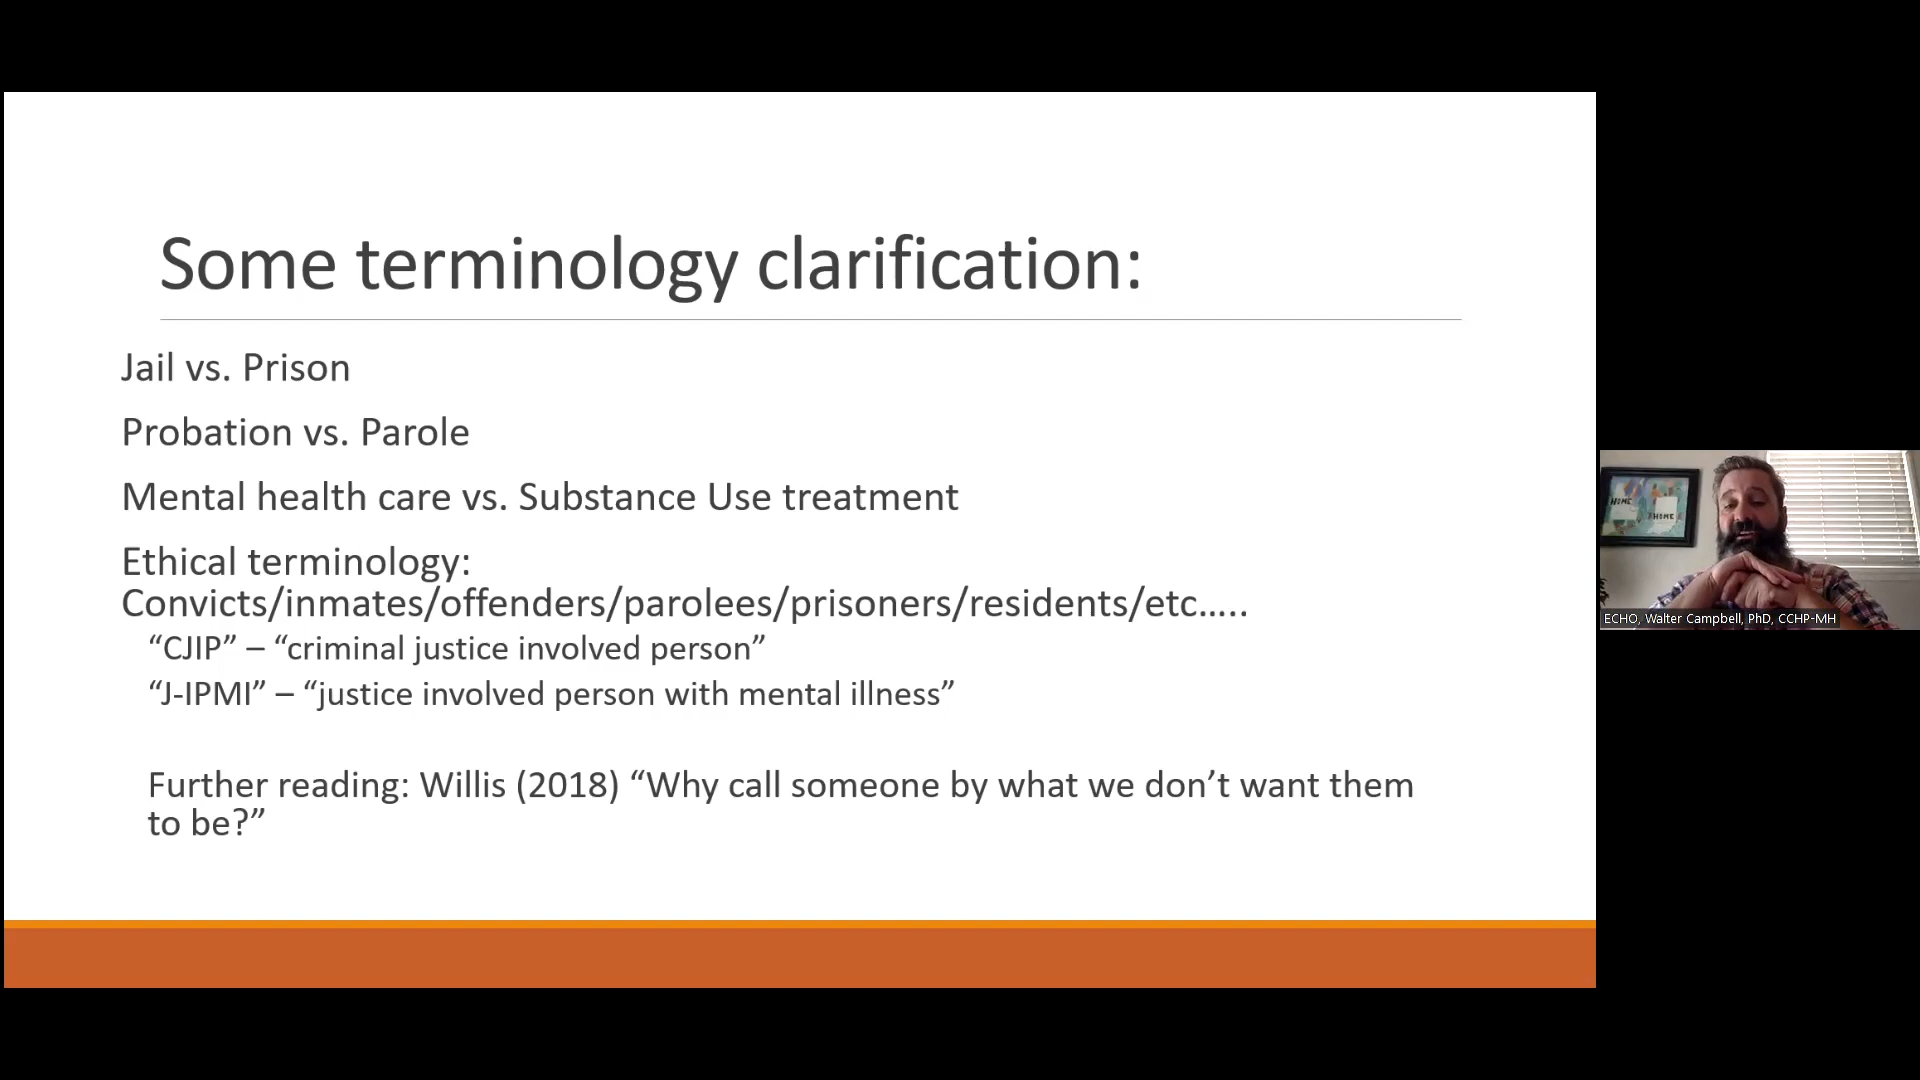 Some terminology clarification:
Jail vs. Prison
Probation vs. Parole
Mental health care vs. Substance Use treatment
Ethical terminology:
Convicts/inmates/offenders/parolees/prisoners/residents/etc…..
“CJIP” – “criminal justice involved person”
“J-IPMI” – “justice involved person with mental illness”
Further reading: Willis (2018) “Why call someone by what we don’t want them
to be?”
HOME
HOME
ECHO, Walter Campbell, PhD, CCHP-MH